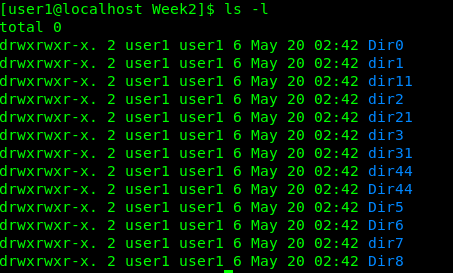 [user1@localhost Week2]$ ls -l
total 0
drwxrwxr-x. 2 user1 user1 6 May 20 02:42 Dir0
drwxrwxr-x. 2 user1 user1 6 May 20 02:42 dir1
drwxrwxr-x. 2 user1 user1 6 May 20 02:42 dir11
drwxrwxr-x. 2 user1 user1 6 May 20 02:42 dir2
drwxrwxr-x. 2 user1 user1 6 May 20 02:42 dir21
drwxrwxr-x. 2 user1 user1 6 May 20 02:42 dir3
drwxrwxr-x. 2 user1 user1 6 May 20 02:42 dir31
drwxrwxr-x. 2 user1 user1 6 May 20 02:42 dir44
drwxrwxr-x. 2 user1 user1 6 May 20 02:42 Dir44
drwxrwxr-x. 2 user1 user1 6 May 20 02:42 Dir5
drwxrwxr-x. 2 user1 user1 6 May 20 02:42 Dir6
drwxrwxr-x. 2 user1 user1 6 May 20 02:42 dir7
drwxrwxr-x. 2 user1 user1 6 May 20 02:42 Dir8